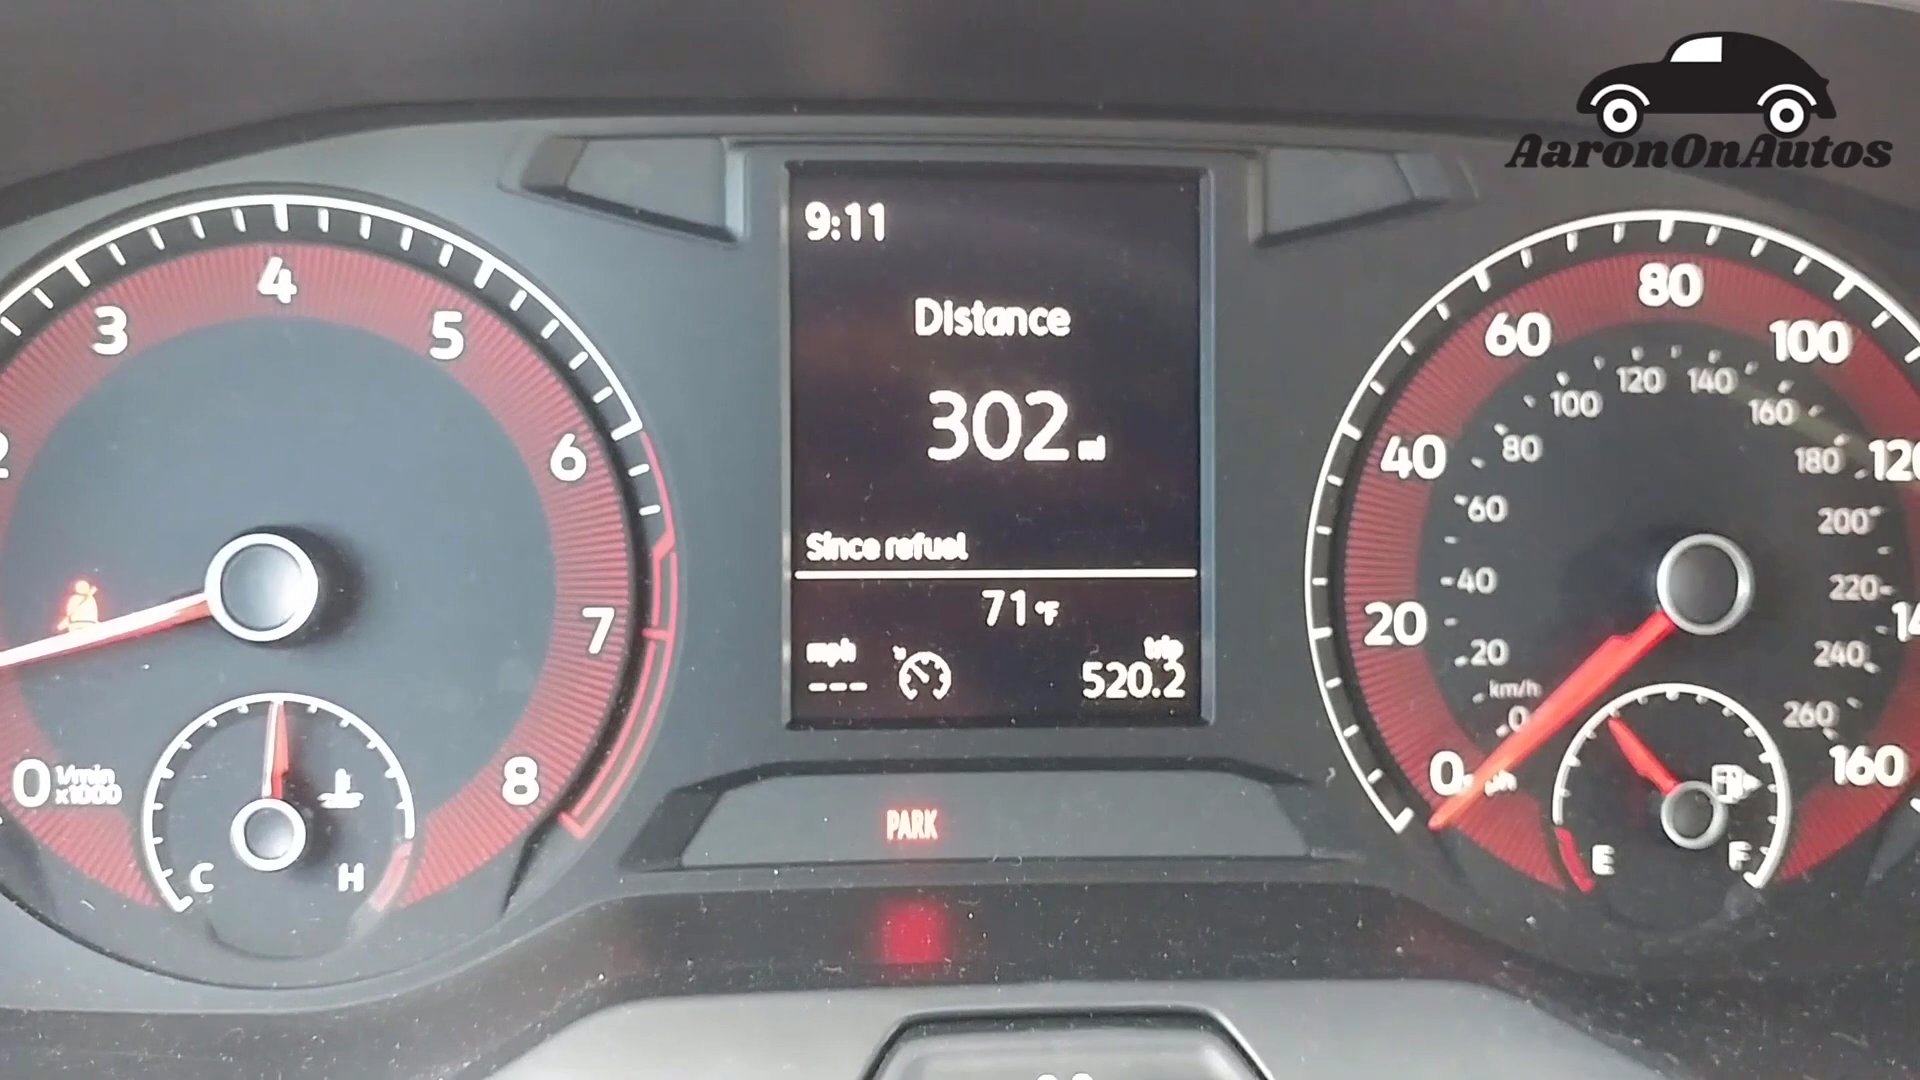 AaronOnAutos
9:11
Distance
302 mi
Since refuel
71 °F
mph
trip
---
520.2
PARK
2
3
4
5
6
7
8
0
1/min
x1000
C
H
0
20
40
60
80
100
120
160
km/h
0
20
40
60
80
100
120
140
160
180
200
220
240
260
E
F